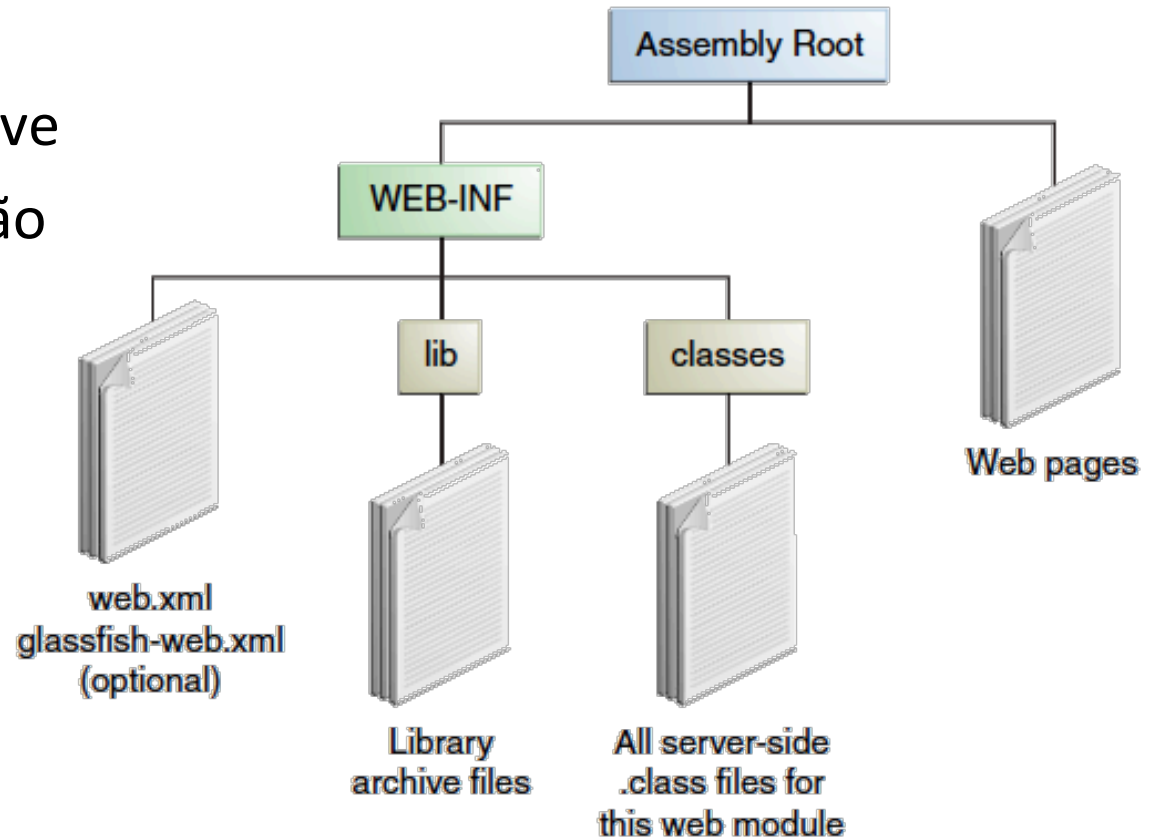 Assembly Root
ve
ão
WEB-INF
lib
classes
Web pages
web.xml
glassfish-web.xml
(optional)
Library
archive files
All server-side
.class files for
this web module